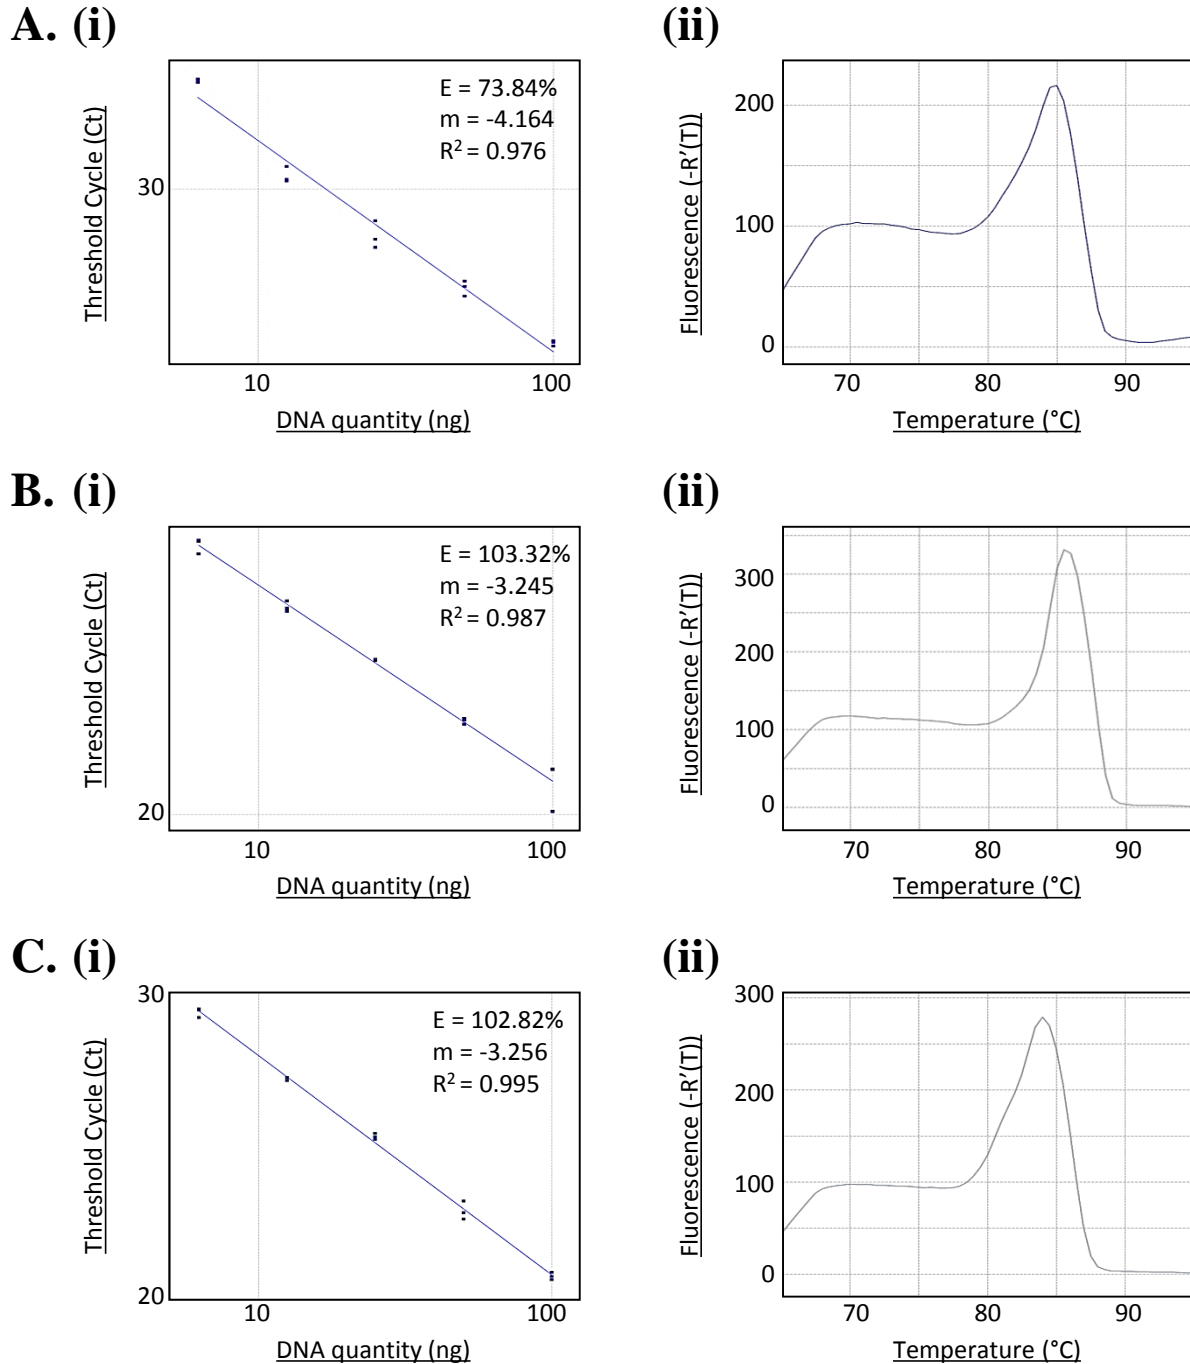 A. (i)
Threshold Cycle (Ct)
30
E = 73.84%
m = -4.164
R² = 0.976
10
100
DNA quantity (ng)
(ii)
Fluorescence (-R'(T))
200
100
0
70
80
90
Temperature (°C)
B. (i)
Threshold Cycle (Ct)
20
E = 103.32%
m = -3.245
R² = 0.987
10
100
DNA quantity (ng)
(ii)
Fluorescence (-R'(T))
300
200
100
0
70
80
90
Temperature (°C)
C. (i)
Threshold Cycle (Ct)
30
20
E = 102.82%
m = -3.256
R² = 0.995
10
100
DNA quantity (ng)
(ii)
Fluorescence (-R'(T))
300
200
100
0
70
80
90
Temperature (°C)